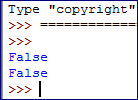 Type "copyright"
>>> ============
>>>
False
False
>>>